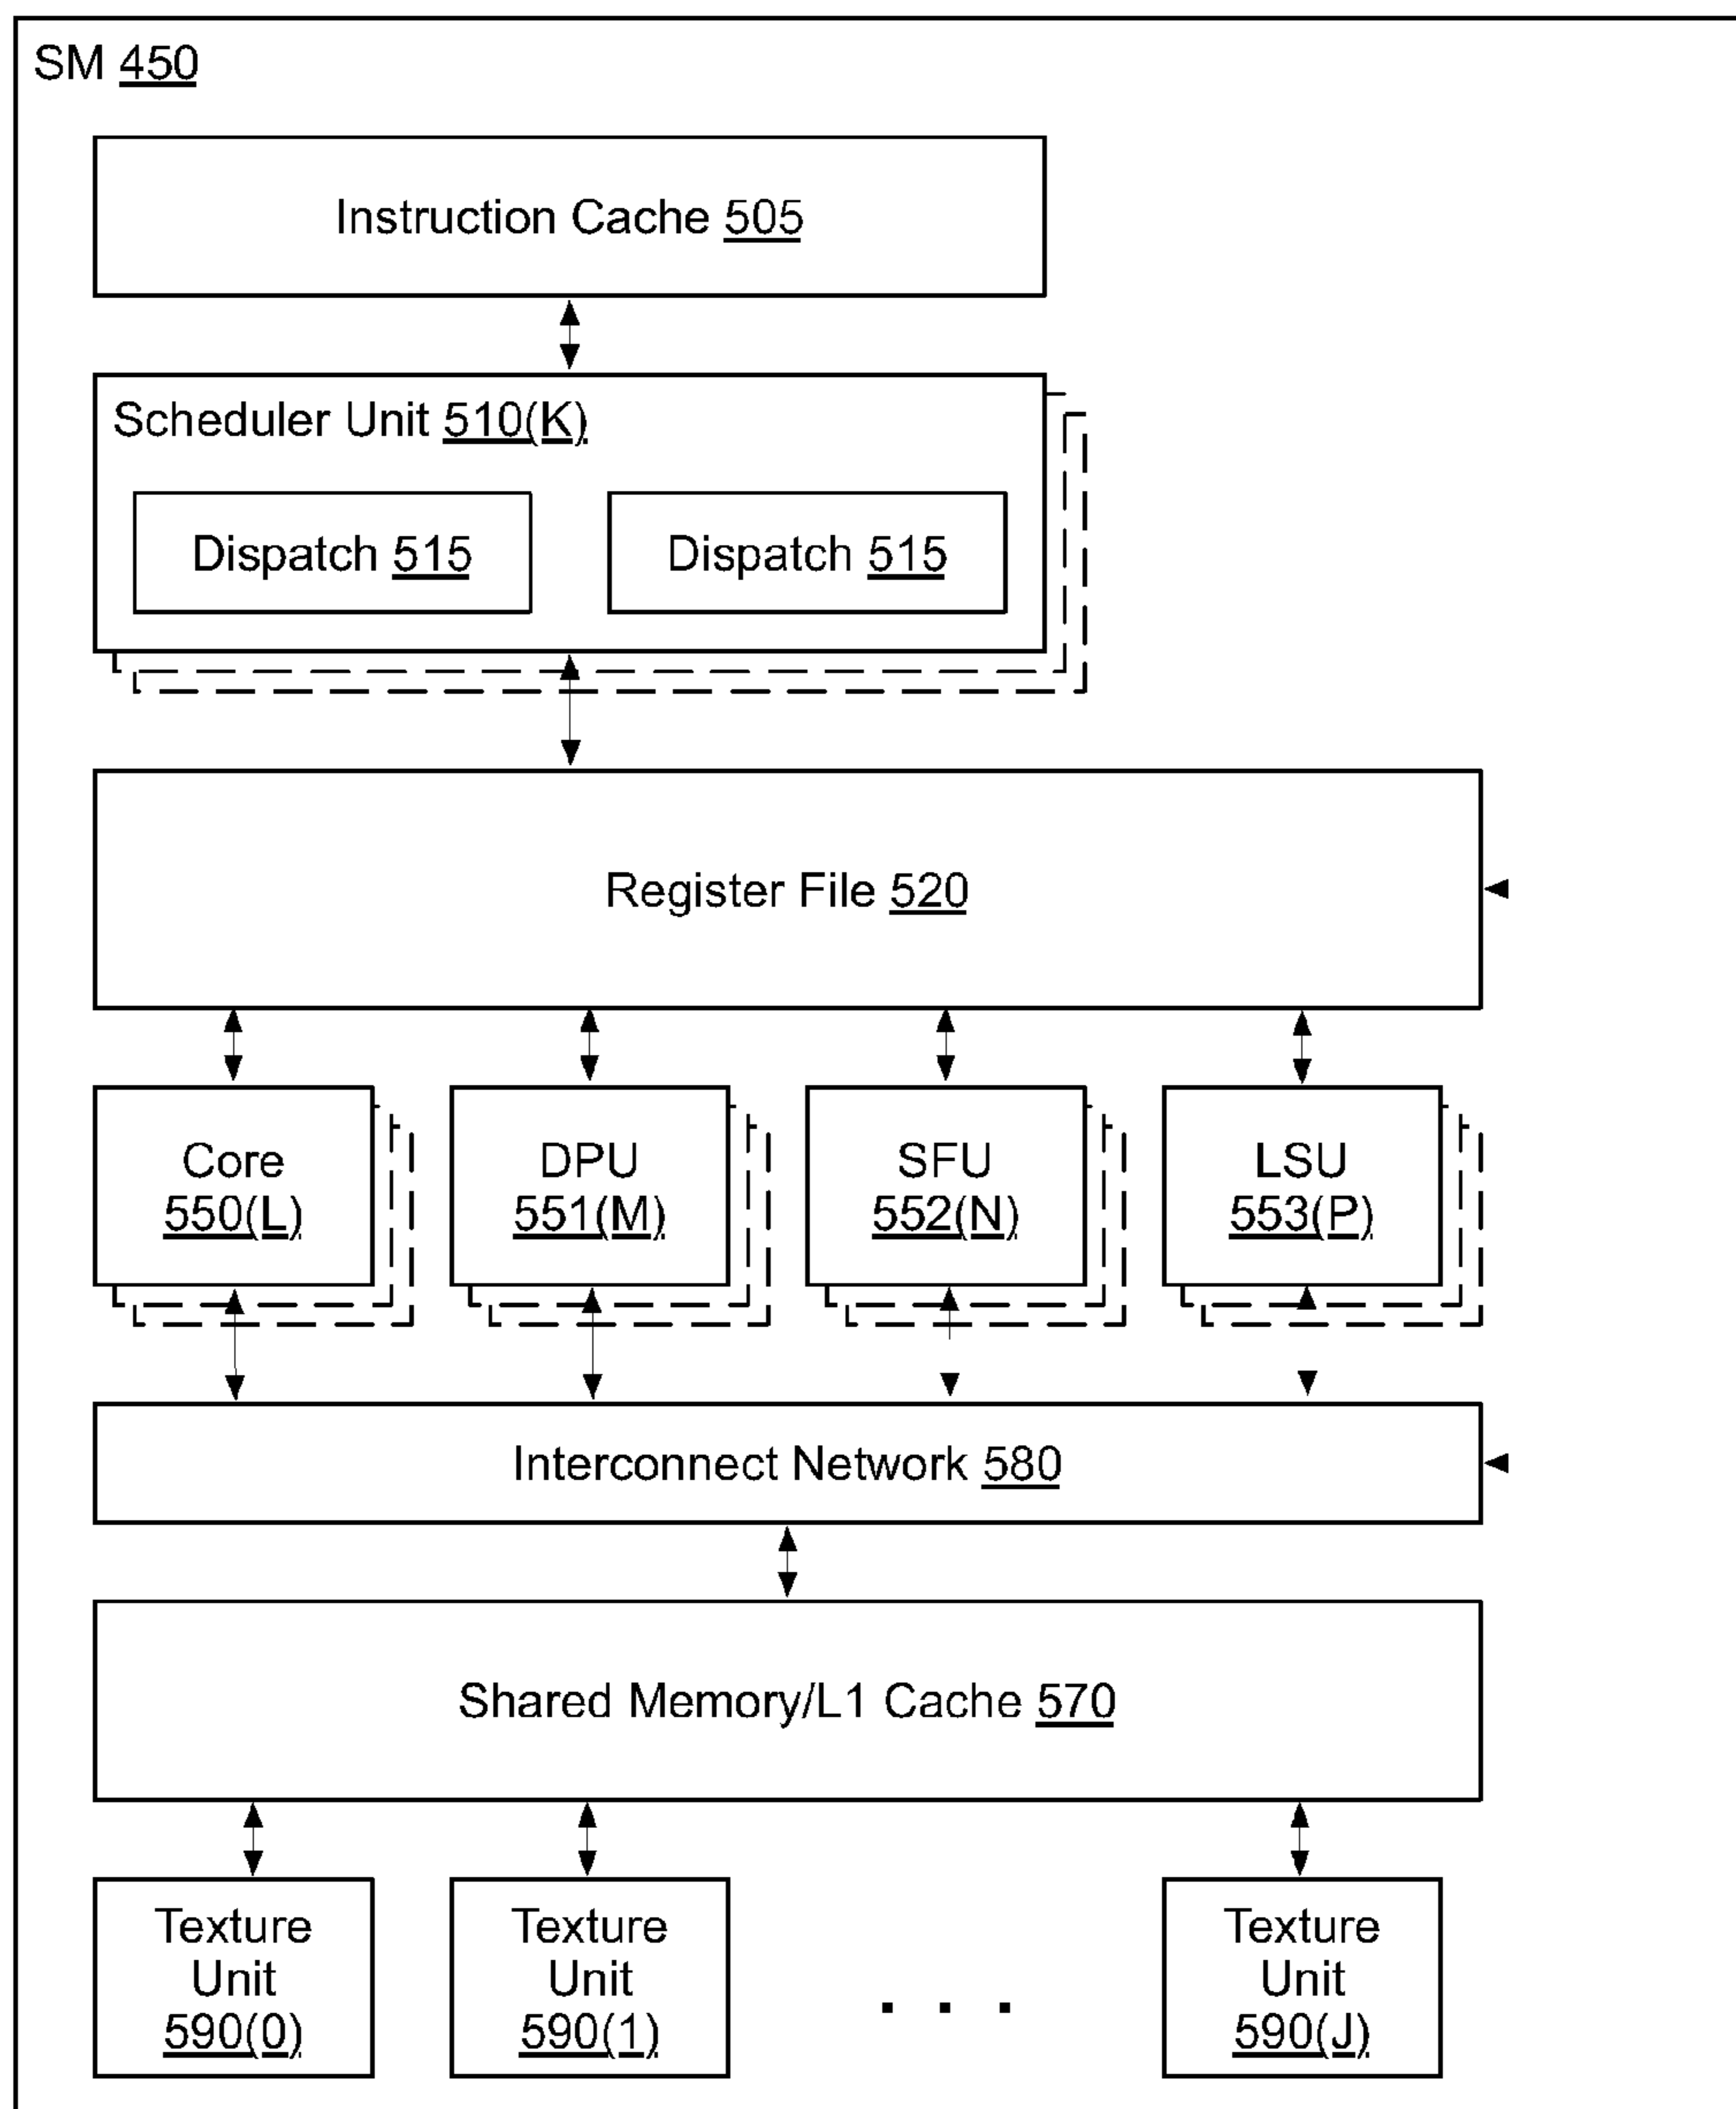 SM 450
Instruction Cache 505
Scheduler Unit 510(K)
Dispatch 515
Dispatch 515
Register File 520
Core
550(L)
DPU
551(M)
SFU
552(N)
LSU
553(P)
Interconnect Network 580
Shared Memory/L1 Cache 570
Texture
Unit
590(0)
Texture
Unit
590(1)
. . .
Texture
Unit
590(J)